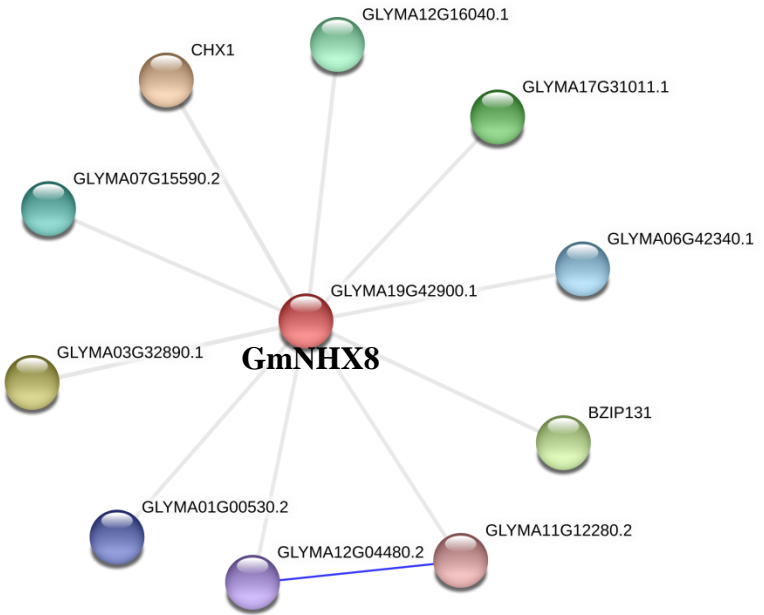 GLYMA12G16040.1
CHX1
GLYMA17G31011.1
GLYMA07G15590.2
GLYMA06G42340.1
GLYMA19G42900.1
GLYMA03G32890.1
GmNHX8
BZIP131
GLYMA01G00530.2
GLYMA11G12280.2
GLYMA12G04480.2